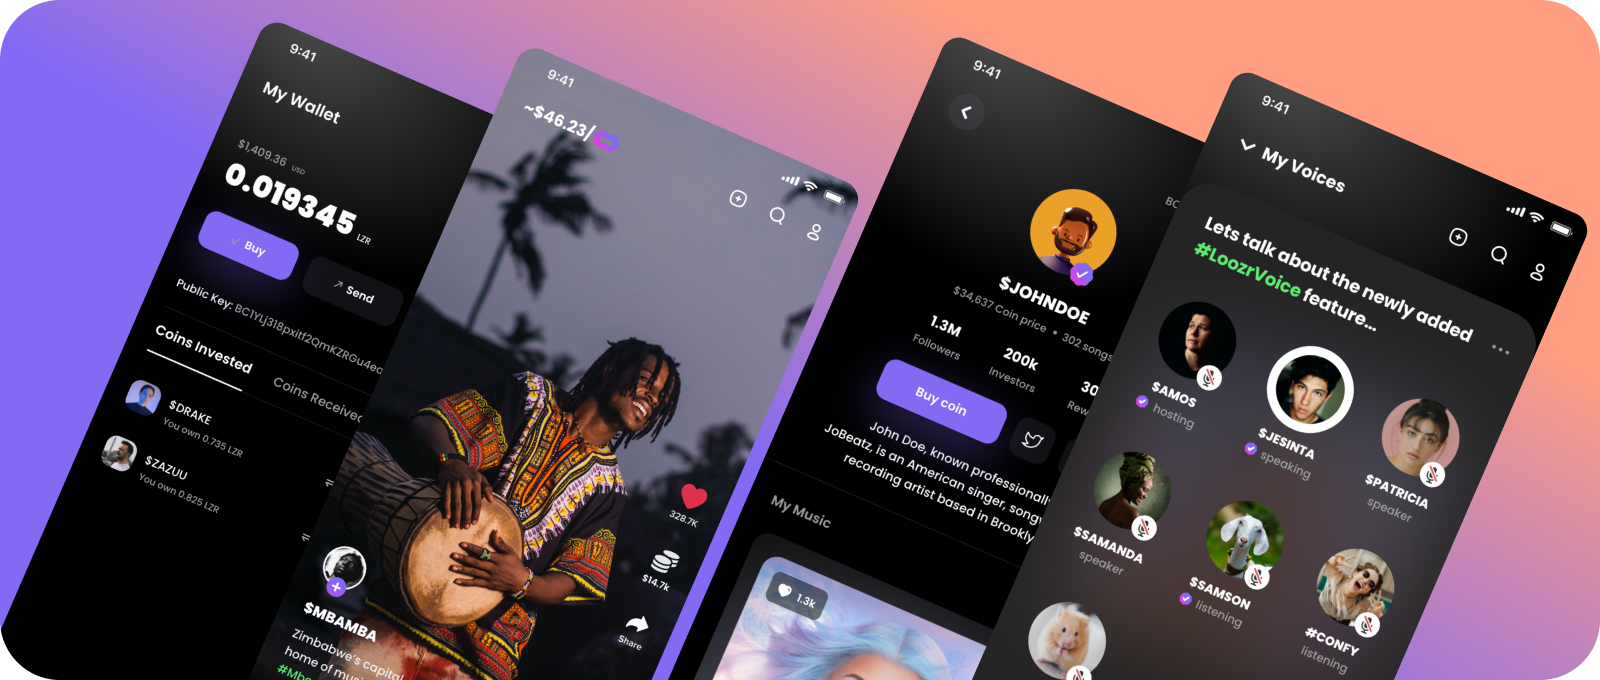 9:41
My Wallet
$1,409.36 USD
0.019345 LZR
Buy
Send
Public Key: BC1YLj318pxitf2QmKZRGu4ec
Coins Invested
Coins Received
$DRAKE
You own 0.735 LZR
$ZAZUU
You own 0.825 LZR
9:41
~$46.23/
328.7K
$14.7k
Share
$MBAMBA
Zimbabwe's capital
home of musi
#Mb
9:41
$JOHNDOE
$34,637 Coin price • 302 songs
1.3M
Followers
200k
Investors
30
Rew
Buy coin
John Doe, known professionally
JoBeatz, is an American singer, song
recording artist based in Brookly
My Music
1.3k
9:41
My Voices
Lets talk about the newly added
#LoozrVoice feature...
$AMOS
hosting
$JESINTA
speaking
$PATRICIA
speaker
$SAMANDA
speaker
$SAMSON
listening
#CONFY
listening